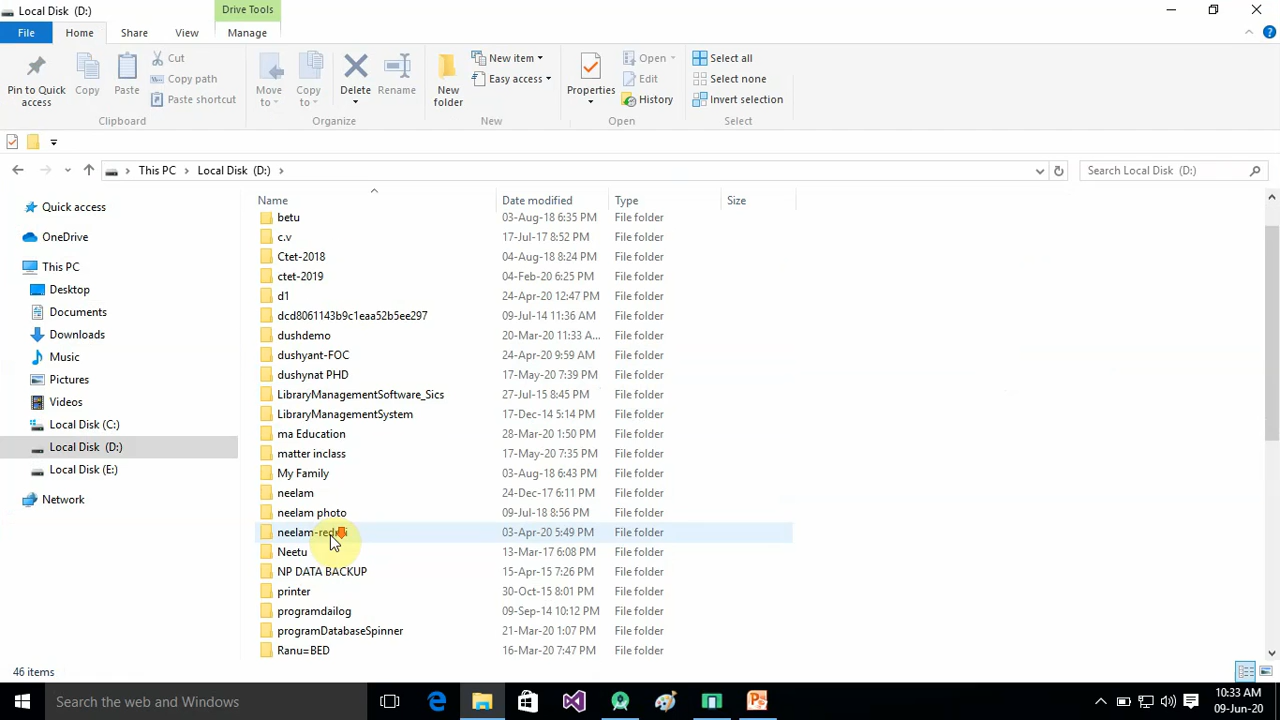 Local Disk (D:)
Drive Tools
File
Home
Share
View
Manage
Pin to Quick access
Copy
Paste
Cut
Copy path
Paste shortcut
Clipboard
Move to
Copy to
Delete
Rename
Organize
New folder
New item
Easy access
New
Properties
Open
Edit
History
Open
Select all
Select none
Invert selection
Select
This PC
Local Disk (D:)
Search Local Disk (D:)
Quick access
OneDrive
This PC
Desktop
Documents
Downloads
Music
Pictures
Videos
Local Disk (C:)
Local Disk (D:)
Local Disk (E:)
Network
Name Date modified Type Size
betu 03-Aug-18 6:35 PM File folder
c.v 17-Jul-17 8:52 PM File folder
Ctet-2018 04-Aug-18 8:24 PM File folder
ctet-2019 04-Feb-20 6:25 PM File folder
d1 24-Apr-20 12:47 PM File folder
dcd8061143b9c1eaa52b5ee297 09-Jul-14 11:36 AM File folder
dushdemo 20-Mar-20 11:33 A... File folder
dushyant-FOC 24-Apr-20 9:59 AM File folder
dushynat PHD 17-May-20 7:39 PM File folder
LibraryManagementSoftware_Sics 27-Jul-15 8:45 PM File folder
LibraryManagementSystem 17-Dec-14 5:14 PM File folder
ma Education 28-Mar-20 1:50 PM File folder
matter inclass 17-May-20 7:35 PM File folder
My Family 03-Aug-18 6:43 PM File folder
neelam 24-Dec-17 6:11 PM File folder
neelam photo 09-Jul-18 8:56 PM File folder
03-Apr-20 5:49 PM File folder
Neetu 13-Mar-17 6:08 PM File folder
NP DATA BACKUP 15-Apr-15 7:26 PM File folder
printer 30-Oct-15 8:01 PM File folder
programdailog 09-Sep-14 10:12 PM File folder
programDatabaseSpinner 21-Mar-20 1:07 PM File folder
Ranu=BED 16-Mar-20 7:47 PM File folder
46 items
Search the web and Windows
10:33 AM
09-Jun-20